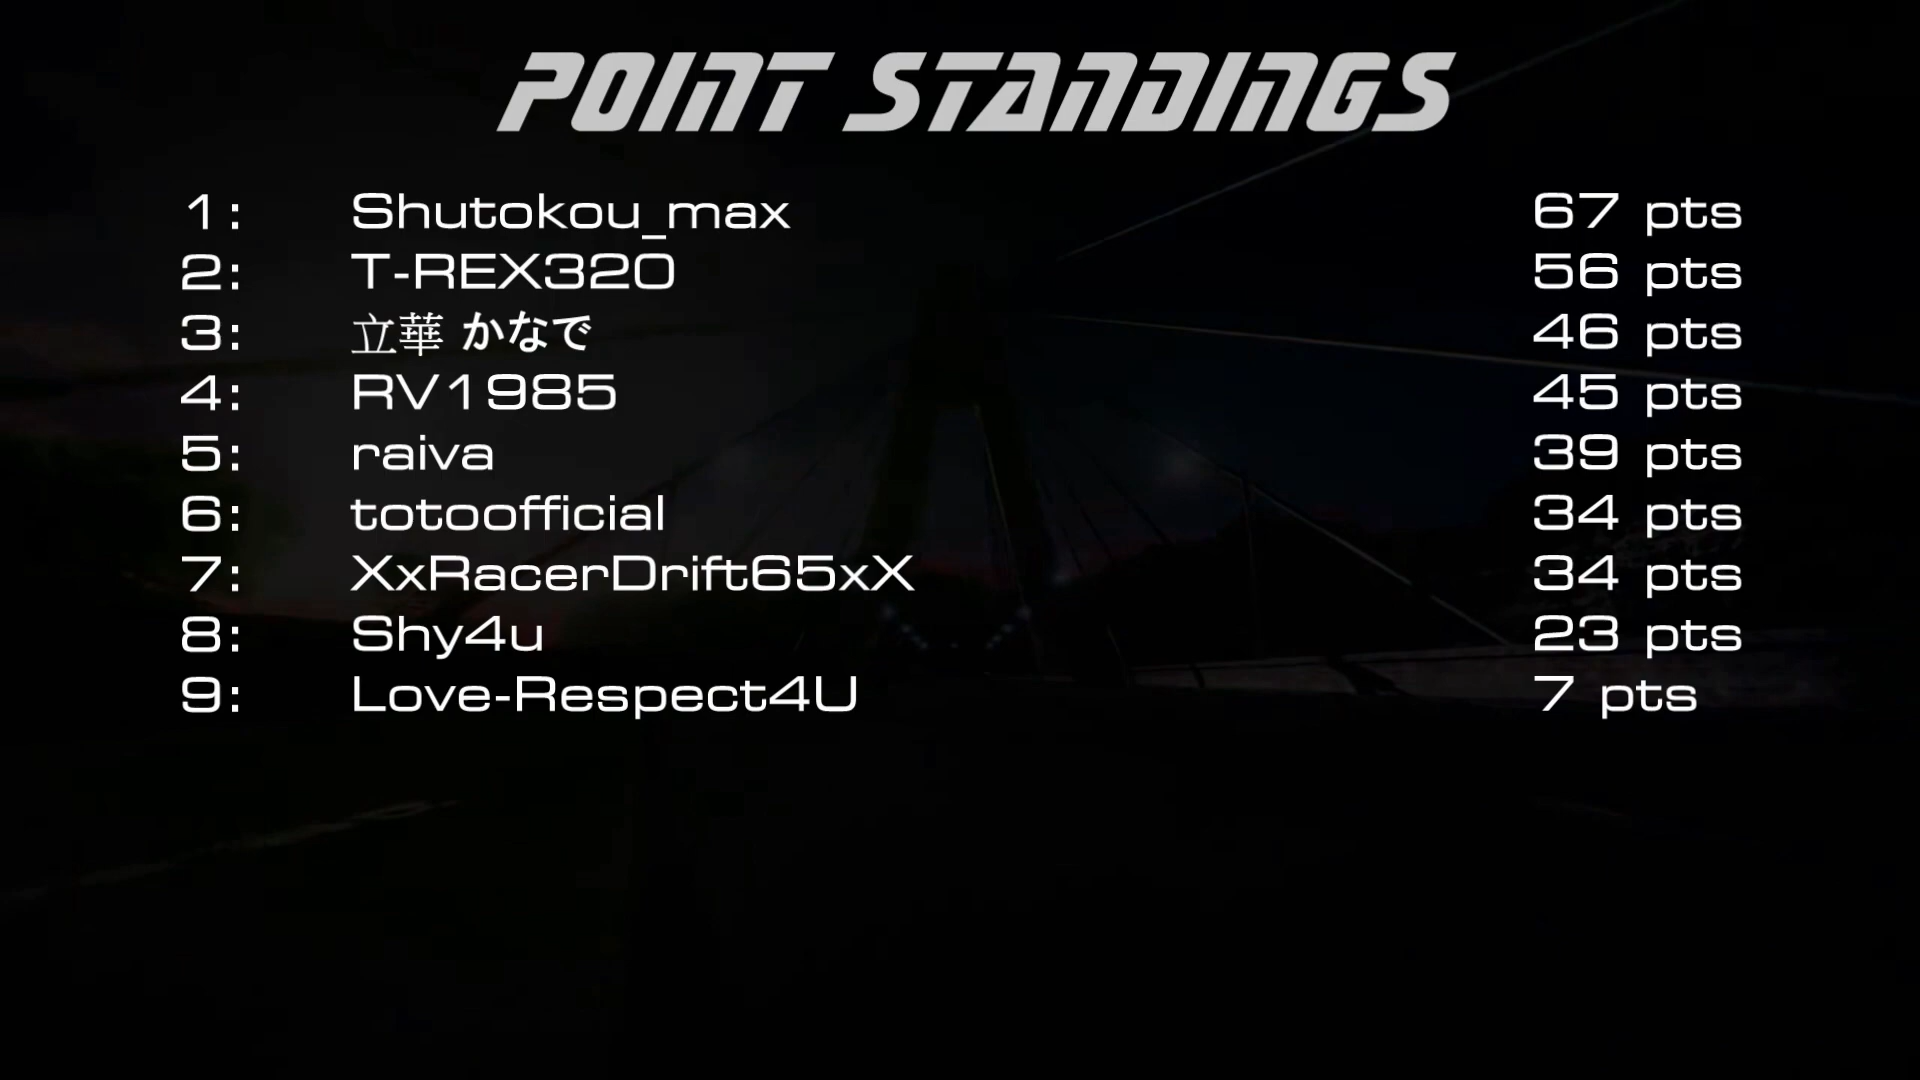 POINT STANDINGS
1: Shutokou_max 67 pts
2: T-REX320 56 pts
3: 立華 かなで 46 pts
4: RV1985 45 pts
5: raiva 39 pts
6: totoofficial 34 pts
7: XxRacerDrift65xX 34 pts
8: Shy4u 23 pts
9: Love-Respect4U 7 pts